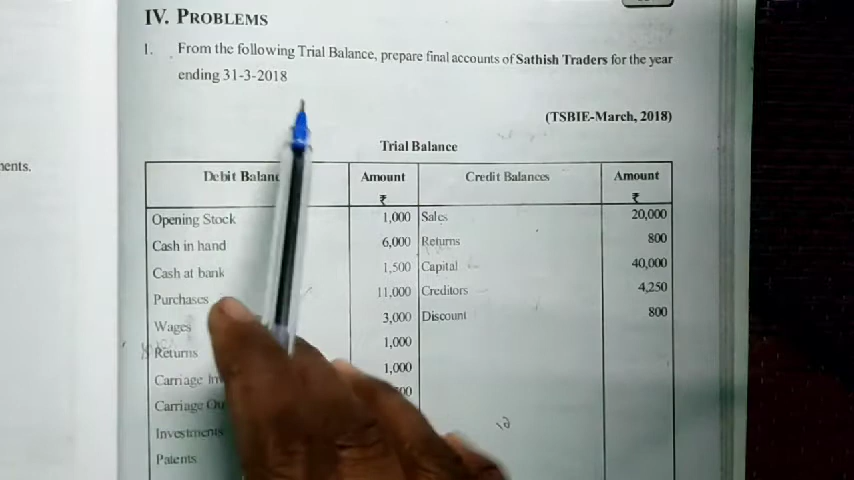 IV. PROBLEMS
1. From the following Trial Balance, prepare final accounts of Sathish Traders for the year
ending 31-3-2018
(TSBIE-March, 2018)
Trial Balance
Debit Amount Credit Balances Amount
₹ ₹
Opening Stock 1,000 Sales 20,000
Cash in hand 6,000 Returns 800
Cash at bank 1,500 Capital 40,000
Purchases 11,000 Creditors 4,250
Wages 3,000 Discount 800
Returns 1,000
Carriage 1,000
Carriage
Investments
Patents